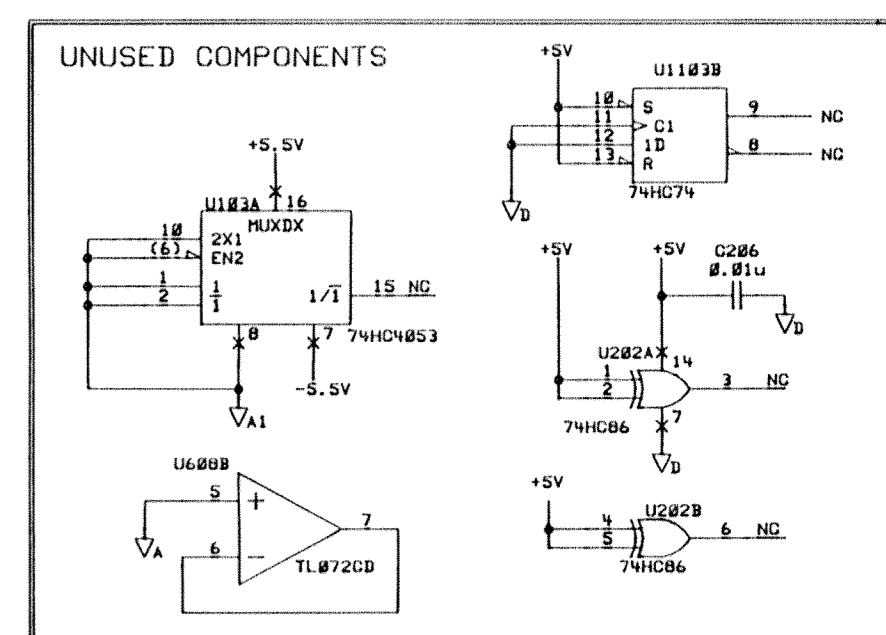 UNUSED COMPONENTS
+5V
U1103B
10
S
9
NC
11
C1
12
1D
8
NC
13
R
74HC74
D
+5.5V
U103A
16
MUXDX
10
2X1
(6)
EN2
1
1
1/1̅
15 NC
2
1̅
8
7
74HC4053
-5.5V
A1
+5V
+5V
C206
0.01u
D
U202A
14
1
2
3
NC
74HC86
7
D
U608B
5
+
7
A
6
−
TL072CD
+5V
U202B
4
5
6
NC
74HC86